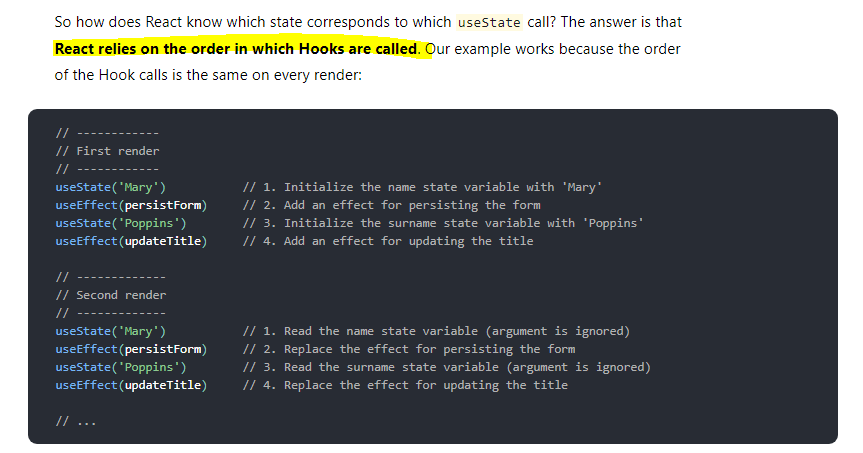 So how does React know which state corresponds to which useState call? The answer is that
React relies on the order in which Hooks are called. Our example works because the order
of the Hook calls is the same on every render:
// ------------
// First render
// ------------
useState('Mary')           // 1. Initialize the name state variable with 'Mary'
useEffect(persistForm)     // 2. Add an effect for persisting the form
useState('Poppins')        // 3. Initialize the surname state variable with 'Poppins'
useEffect(updateTitle)     // 4. Add an effect for updating the title
// -------------
// Second render
// -------------
useState('Mary')           // 1. Read the name state variable (argument is ignored)
useEffect(persistForm)     // 2. Replace the effect for persisting the form
useState('Poppins')        // 3. Read the surname state variable (argument is ignored)
useEffect(updateTitle)     // 4. Replace the effect for updating the title
// ...